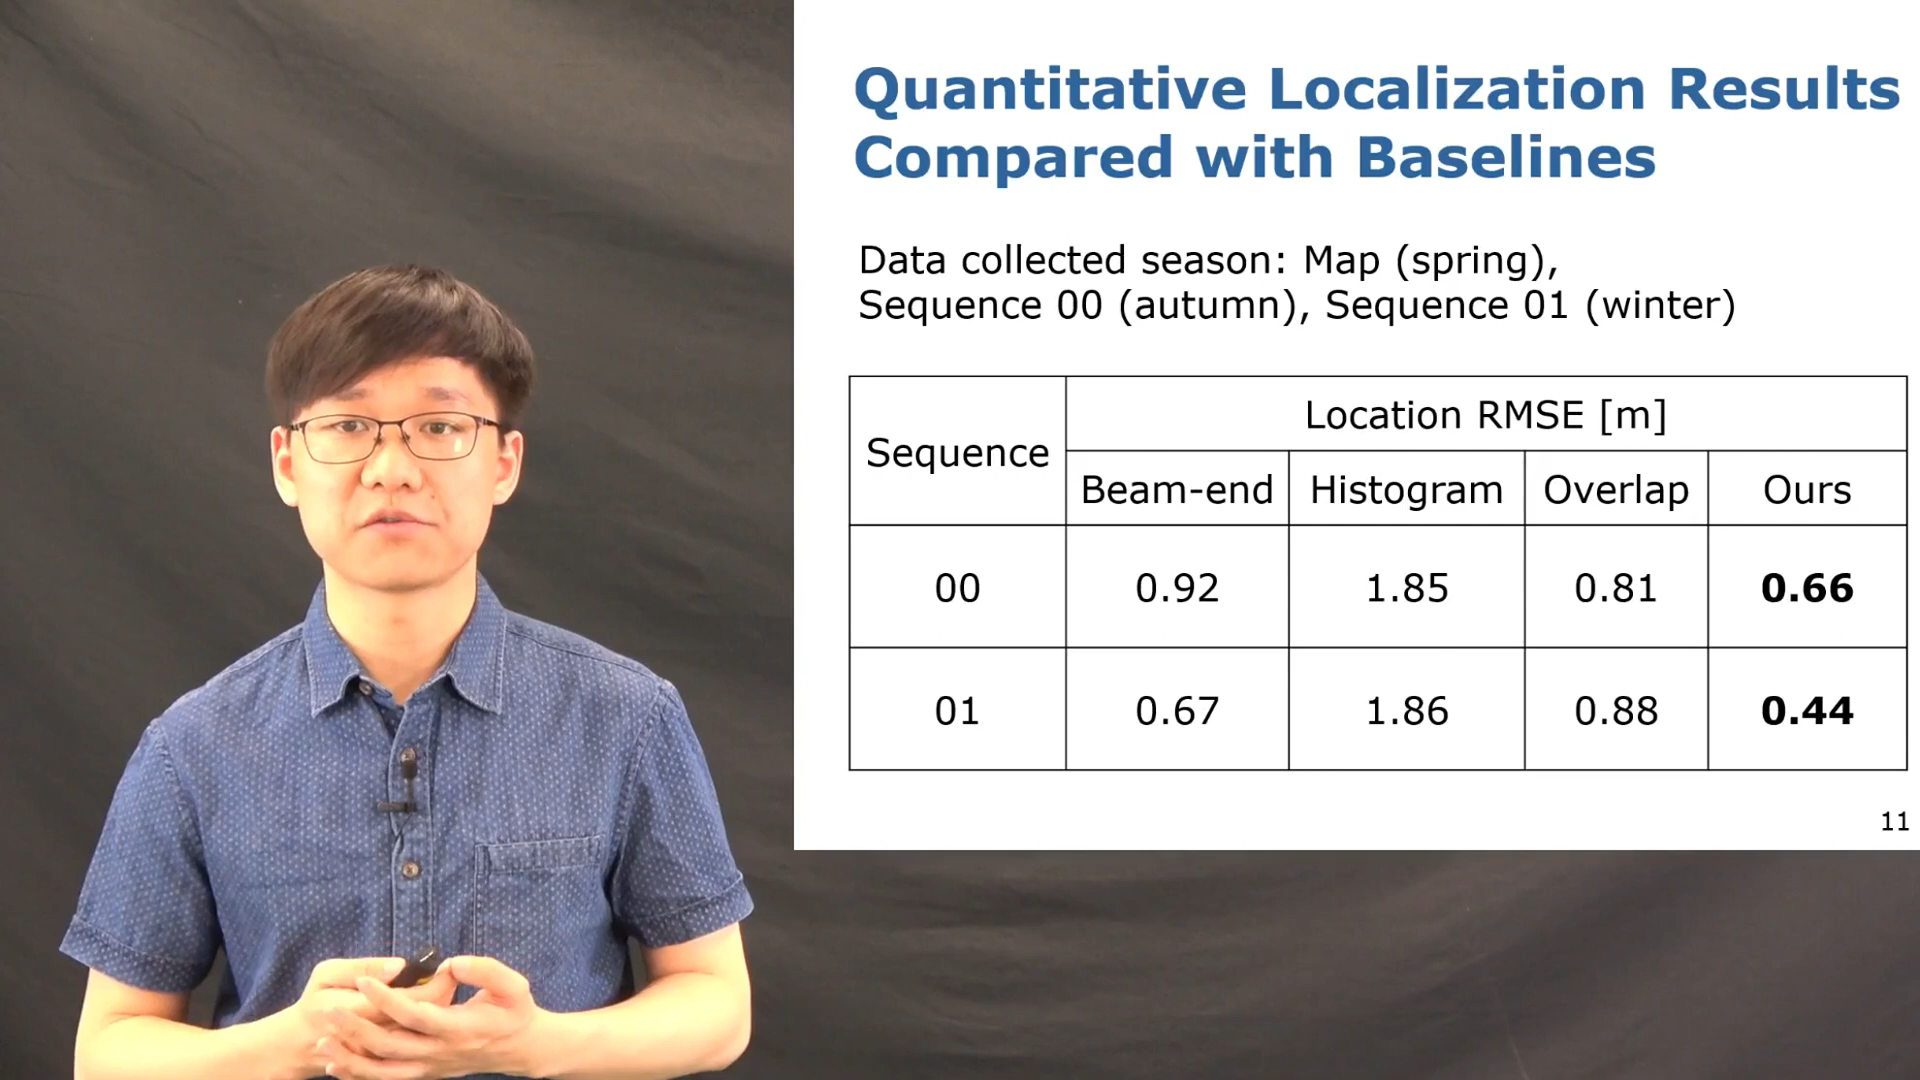 Quantitative Localization Results
Compared with Baselines
Data collected season: Map (spring),
Sequence 00 (autumn), Sequence 01 (winter)
Sequence
Location RMSE [m]
Beam-end Histogram Overlap Ours
00 0.92 1.85 0.81 0.66
01 0.67 1.86 0.88 0.44
11